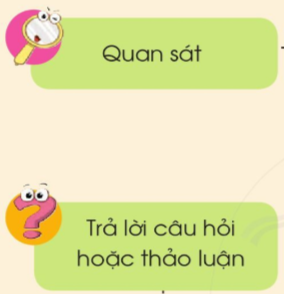 Quan sát
Trả lời câu hỏi
hoặc thảo luận